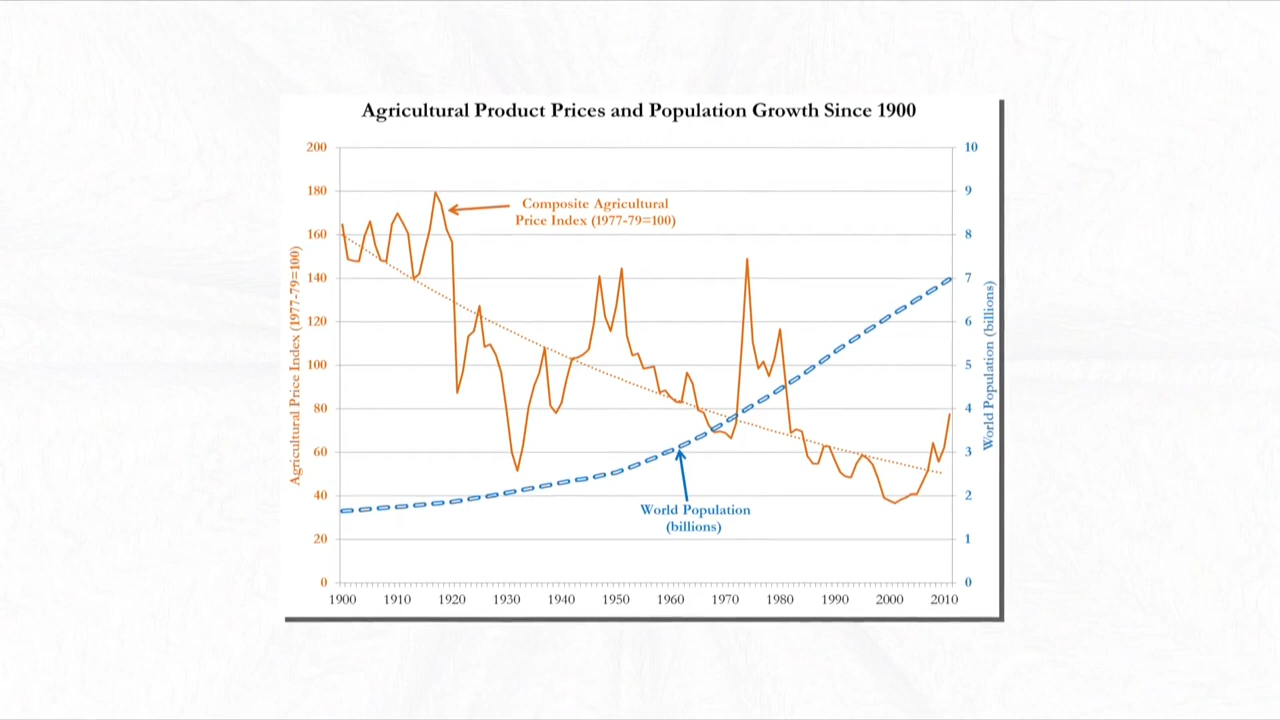 Agricultural Product Prices and Population Growth Since 1900
200
180
160
140
120
100
80
60
40
20
0
Agricultural Price Index (1977-79=100)
Composite Agricultural
Price Index (1977-79=100)
World Population
(billions)
10
9
8
7
6
5
4
3
2
1
0
World Population (billions)
1900 1910 1920 1930 1940 1950 1960 1970 1980 1990 2000 2010